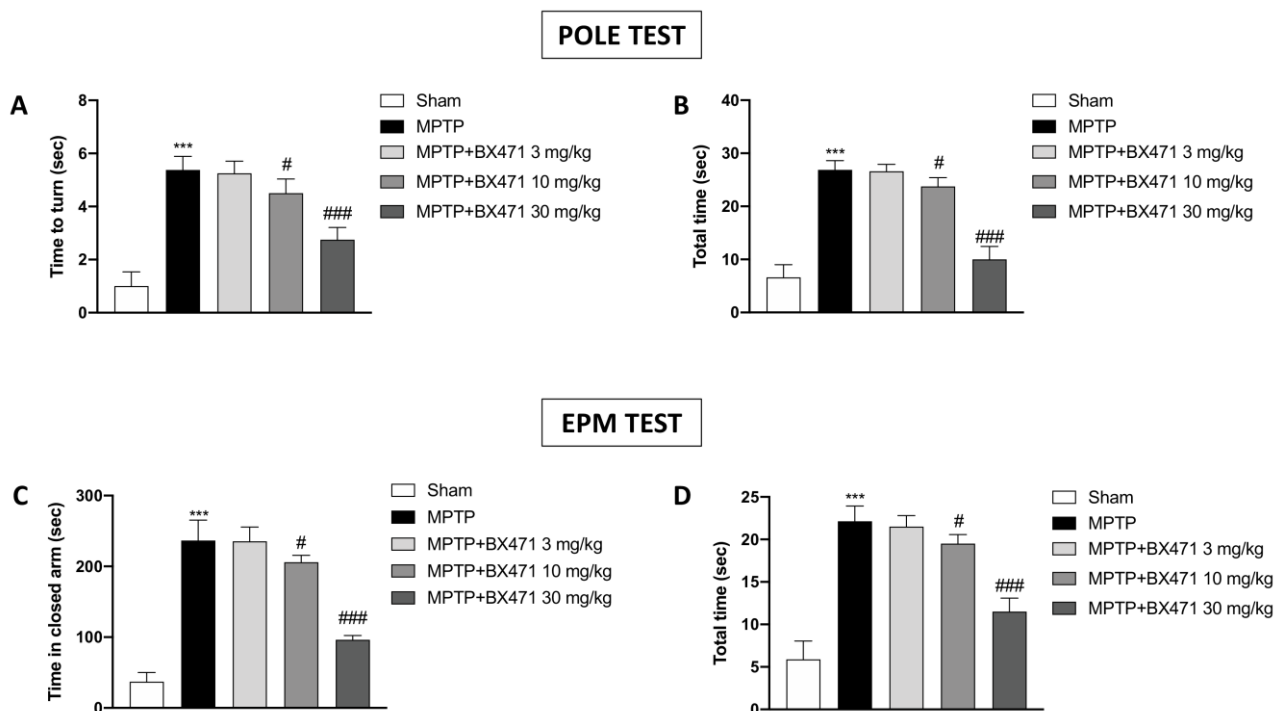 POLE TEST
A
Time to turn (sec)
8
6
4
2
0
***
#
###
Sham
MPTP
MPTP+BX471 3 mg/kg
MPTP+BX471 10 mg/kg
MPTP+BX471 30 mg/kg
B
Total time (sec)
40
30
20
10
0
***
#
###
Sham
MPTP
MPTP+BX471 3 mg/kg
MPTP+BX471 10 mg/kg
MPTP+BX471 30 mg/kg
EPM TEST
C
Time in closed arm (sec)
300
200
100
0
***
#
###
Sham
MPTP
MPTP+BX471 3 mg/kg
MPTP+BX471 10 mg/kg
MPTP+BX471 30 mg/kg
D
Total time (sec)
25
20
15
10
5
0
***
#
###
Sham
MPTP
MPTP+BX471 3 mg/kg
MPTP+BX471 10 mg/kg
MPTP+BX471 30 mg/kg